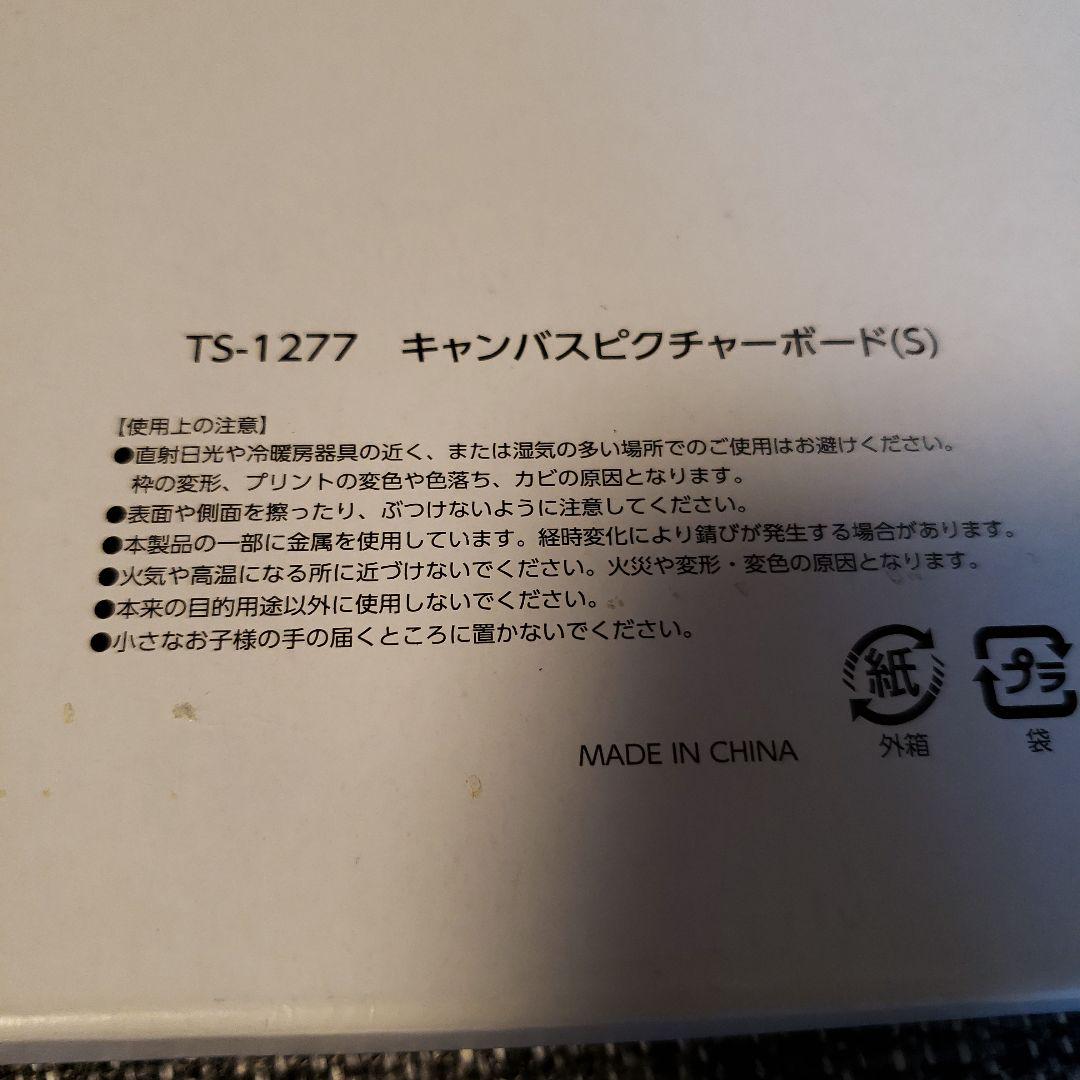 TS-1277　キャンバスピクチャーボード(S)
【使用上の注意】
●直射日光や冷暖房器具の近く、または湿気の多い場所でのご使用はお避けください。
枠の変形、プリントの変色や色落ち、カビの原因となります。
●表面や側面を擦ったり、ぶつけないように注意してください。
●本製品の一部に金属を使用しています。経時変化により錆びが発生する場合があります。
●火気や高温になる所に近づけないでください。火災や変形・変色の原因となります。
●本来の目的用途以外に使用しないでください。
●小さなお子様の手の届くところに置かないでください。
紙
プラ
外箱
袋
MADE IN CHINA